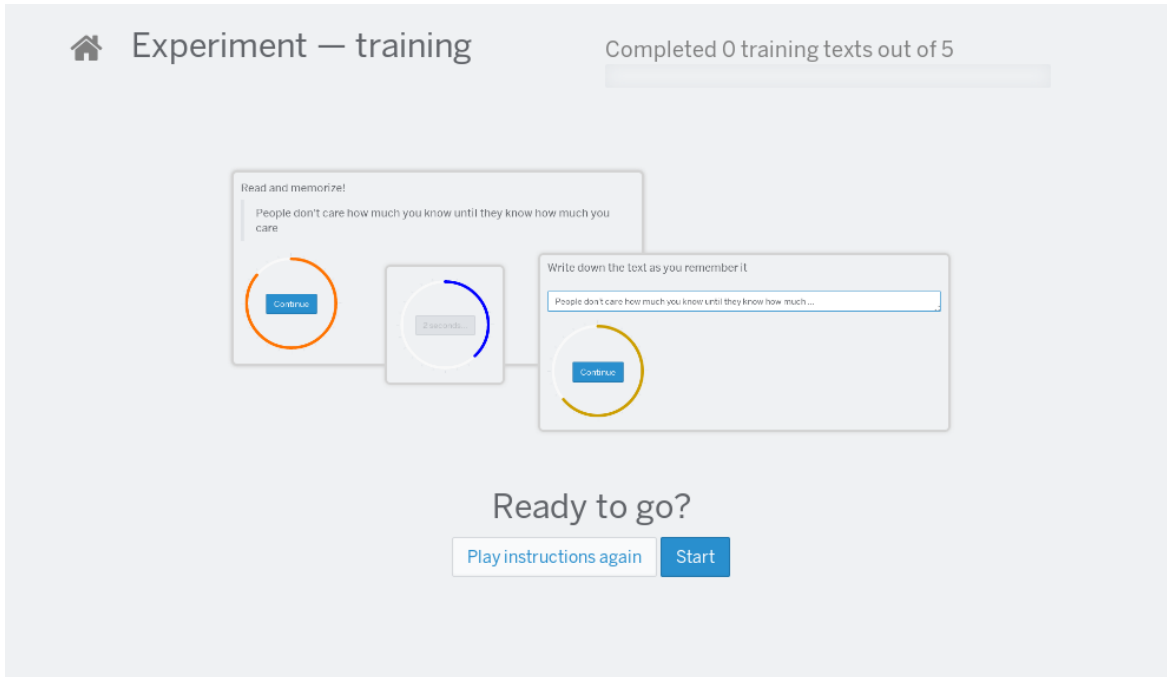 Experiment — training
Completed 0 training texts out of 5
Read and memorize!
People don't care how much you know until they know how much you
care
Continue
2 seconds...
Write down the text as you remember it
People don't care how much you know until they know how much ...
Continue
Ready to go?
Play instructions again
Start